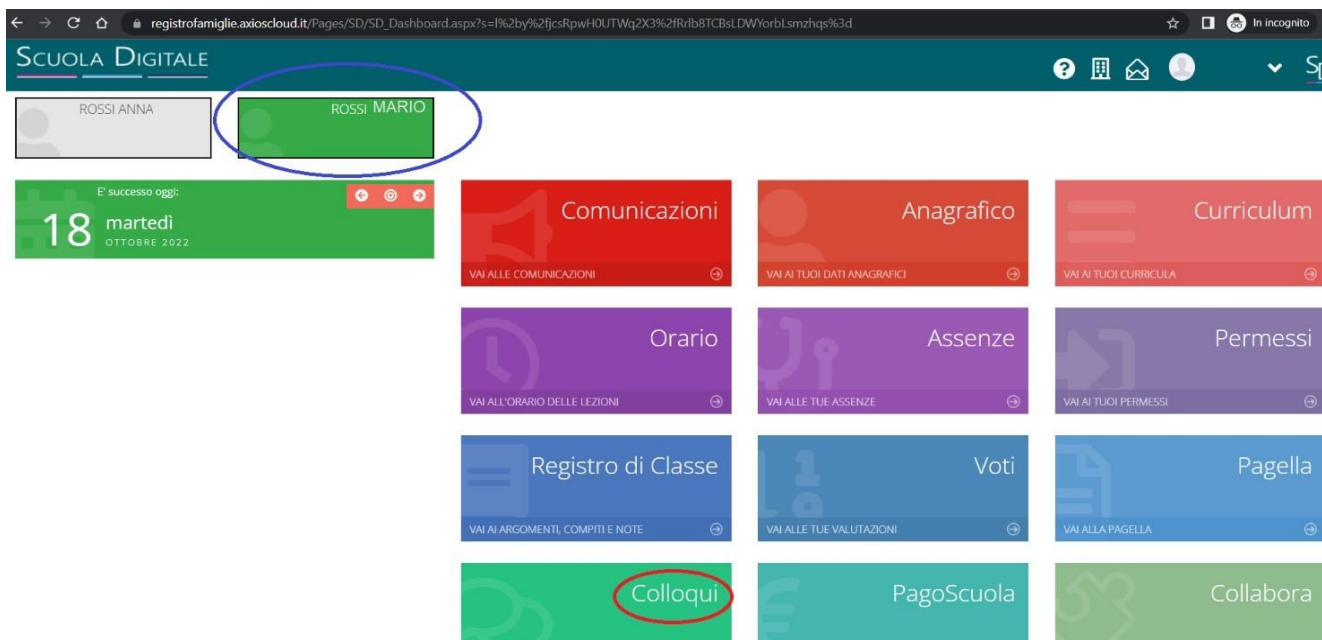 registrofamiglie.axioscloud.it/Pages/SD/SD_Dashboard.aspx?s=l%2by%2fjcsRpwH0UTWq2X3%2fRrlb8TCBsLDWYorbLsmzhqs%3d
In incognito
SCUOLA DIGITALE
ROSSI ANNA
ROSSI MARIO
E' successo oggi:
18 martedì
OTTOBRE 2022
Comunicazioni
VAI ALLE COMUNICAZIONI
Anagrafico
VAI AI TUOI DATI ANAGRAFICI
Curriculum
VAI AI TUOI CURRICULA
Orario
VAI ALL'ORARIO DELLE LEZIONI
Assenze
VAI ALLE TUE ASSENZE
Permessi
VAI AI TUOI PERMESSI
Registro di Classe
VAI AI ARGOMENTI, COMPITI E NOTE
Voti
VAI ALLE TUE VALUTAZIONI
Pagella
VAI ALLA PAGELLA
Colloqui
PagoScuola
Collabora